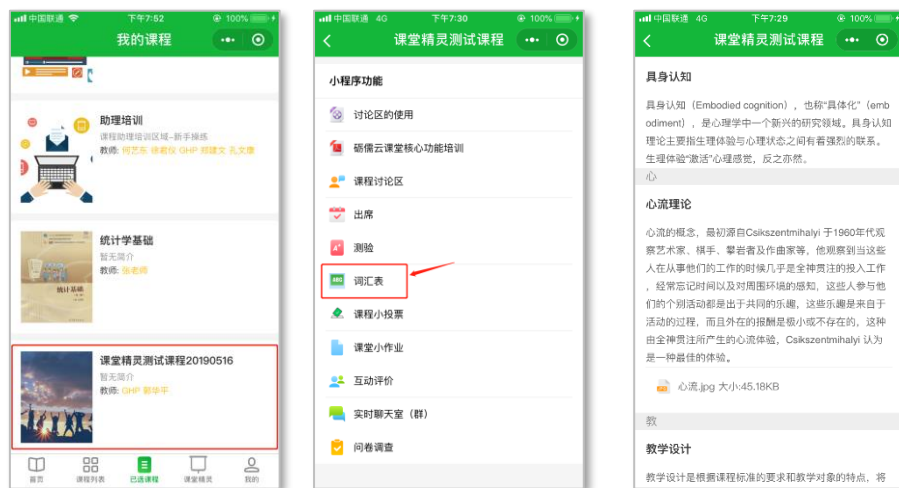 中国联通
下午7:52
100%
我的课程
助理培训
课程助理培训区域-新手操练
统计学基础
暂无简介
教师:
统计基础
课堂精灵测试课程20190516
暂无简介
教师: GHP 郭华平
首页
课程列表
已选课程
课堂精灵
我的
中国联通 4G
下午7:30
100%
课堂精灵测试课程
小程序功能
讨论区的使用
砺儒云课堂核心功能培训
课程讨论区
出席
测验
词汇表
课程小投票
课堂小作业
互动评价
实时聊天室(群)
问卷调查
中国联通 4G
下午7:29
100%
课堂精灵测试课程
具身认知
具身认知(Embodied cognition),也称“具体化”(emb
odiment),是心理学中一个新兴的研究领域。具身认知
理论主要指生理体验与心理状态之间有着强烈的联系。
生理体验“激活”心理感觉,反之亦然。
心
心流理论
心流的概念,最初源自Csikszentmihalyi 于1960年代观
察艺术家、棋手、攀岩者及作曲家等,他观察到当这些
人在从事他们的工作的时候几乎是全神贯注的投入工作
,经常忘记时间以及对周围环境的感知,这些人参与他
们的个别活动都是出于共同的乐趣,这些乐趣是来自于
活动的过程,而且外在的报酬是极小或不存在的,这种
由全神贯注所产生的心流体验,Csikszentmihalyi 认为
是一种最佳的体验。
心流.jpg 大小:45.18KB
教
教学设计
教学设计是根据课程标准的要求和教学对象的特点,将